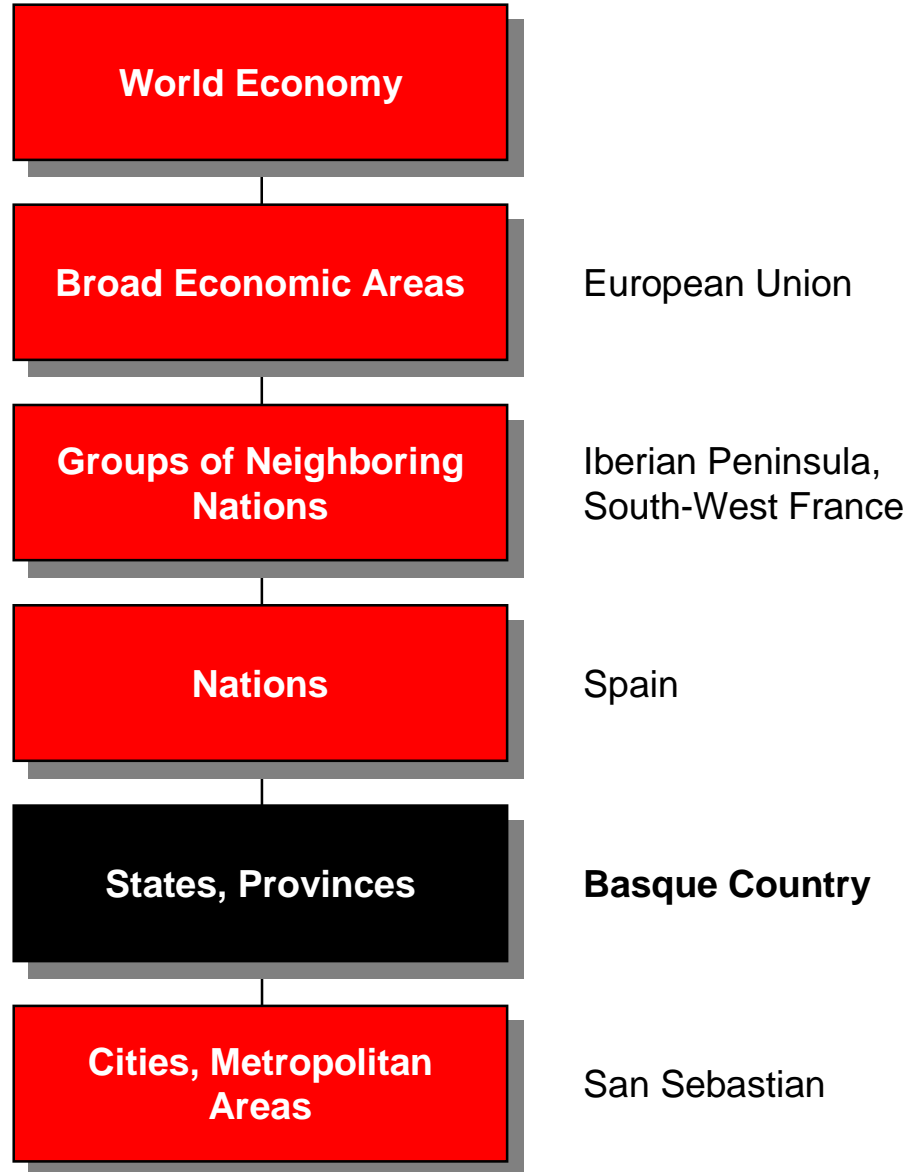 World Economy
Broad Economic Areas
European Union
Groups of Neighboring
Nations
Iberian Peninsula,
South-West France
Nations
Spain
States, Provinces
Basque Country
Cities, Metropolitan
Areas
San Sebastian